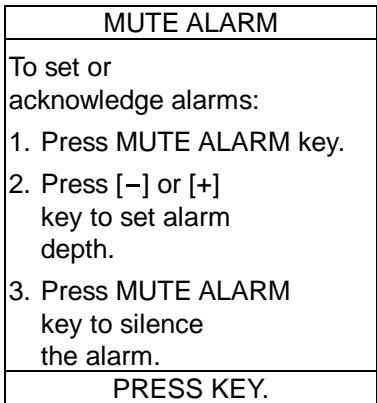 MUTE ALARM
To set or
acknowledge alarms:
1. Press MUTE ALARM key.
2. Press [−] or [+]
key to set alarm
depth.
3. Press MUTE ALARM
key to silence
the alarm.
PRESS KEY.